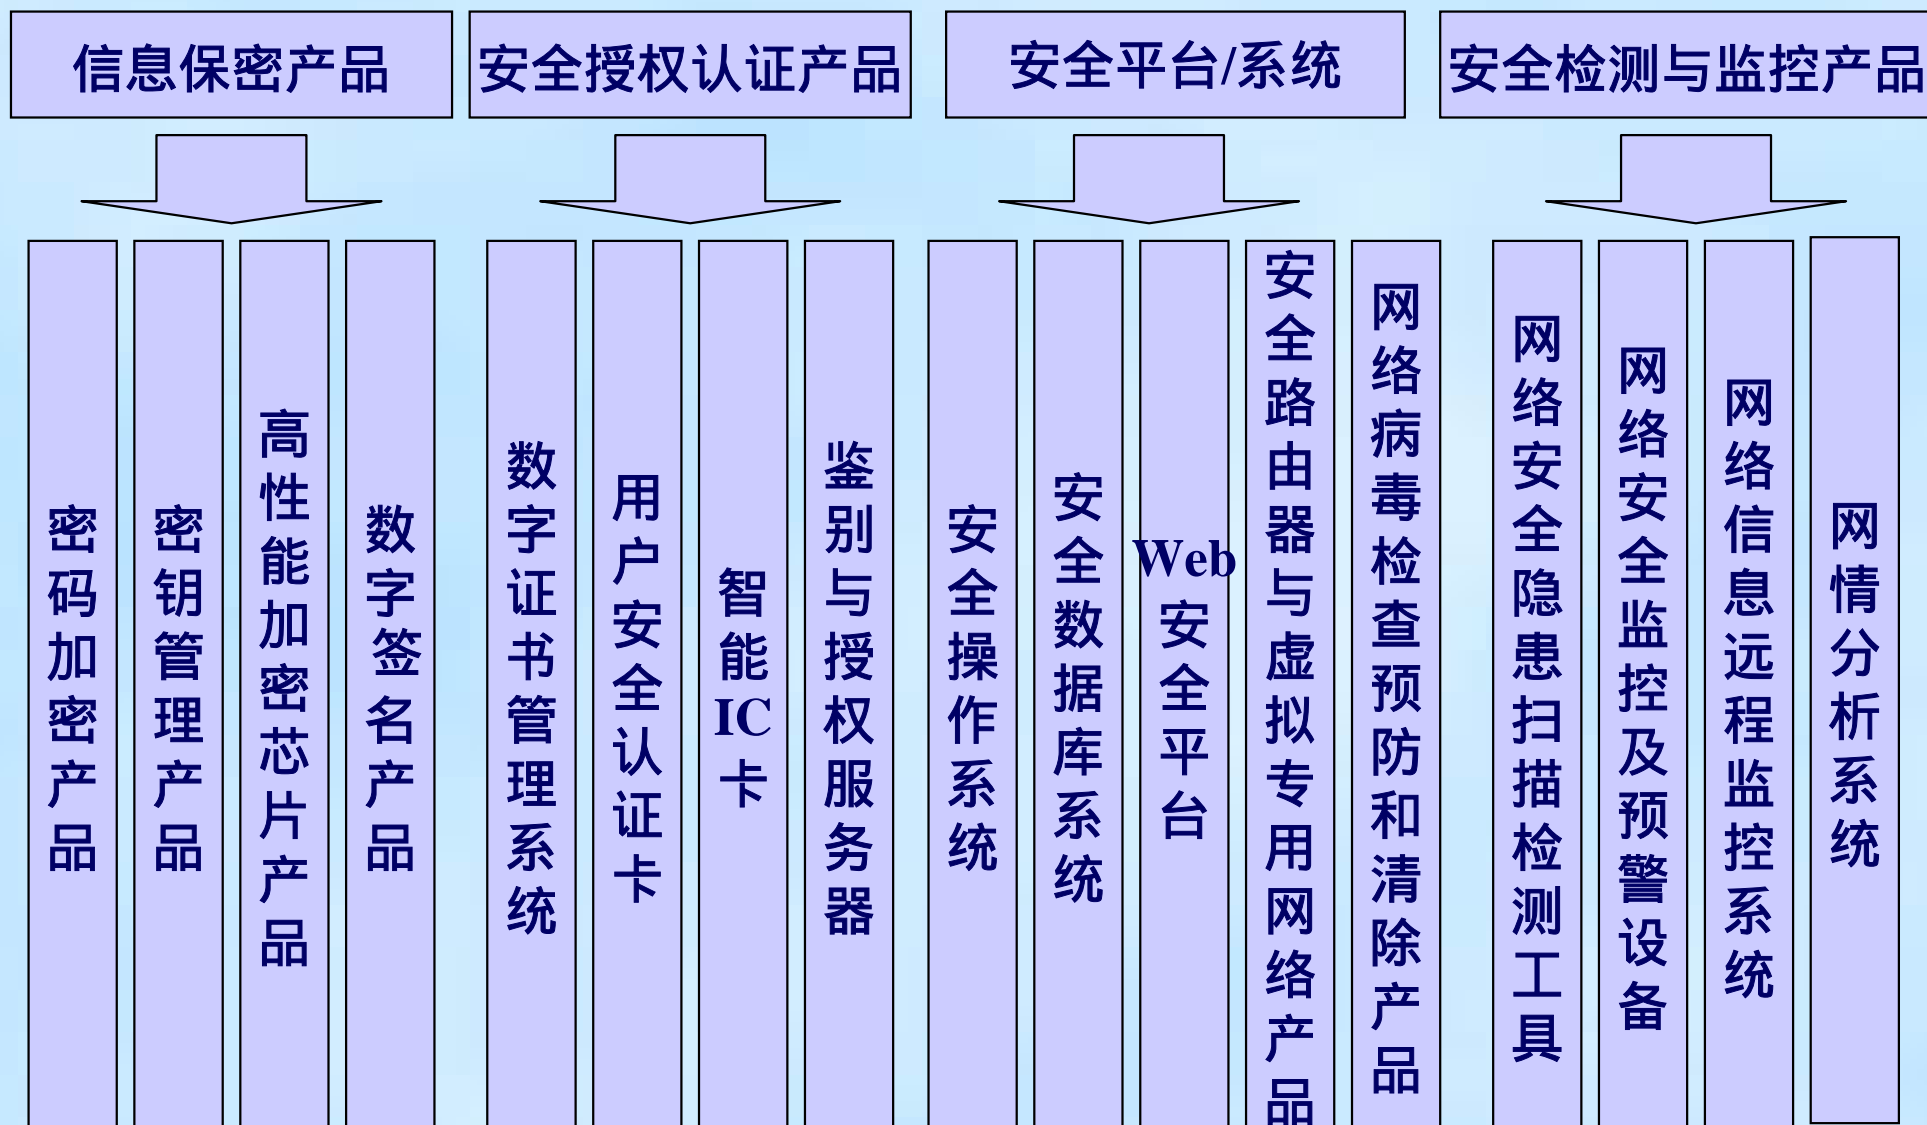 信息保密产品
安全授权认证产品
安全平台/系统
安全检测与监控产品
密码加密产品
密钥管理产品
高性能加密芯片产品
数字签名产品
数字证书管理系统
用户安全认证卡
智能IC卡
鉴别与授权服务器
安全操作系统
安全数据库系统
Web安全平台
安全路由器与虚拟专用网络产品
网络病毒检查预防和清除产品
网络安全隐患扫描检测工具
网络安全监控及预警设备
网络信息远程监控系统
网情分析系统